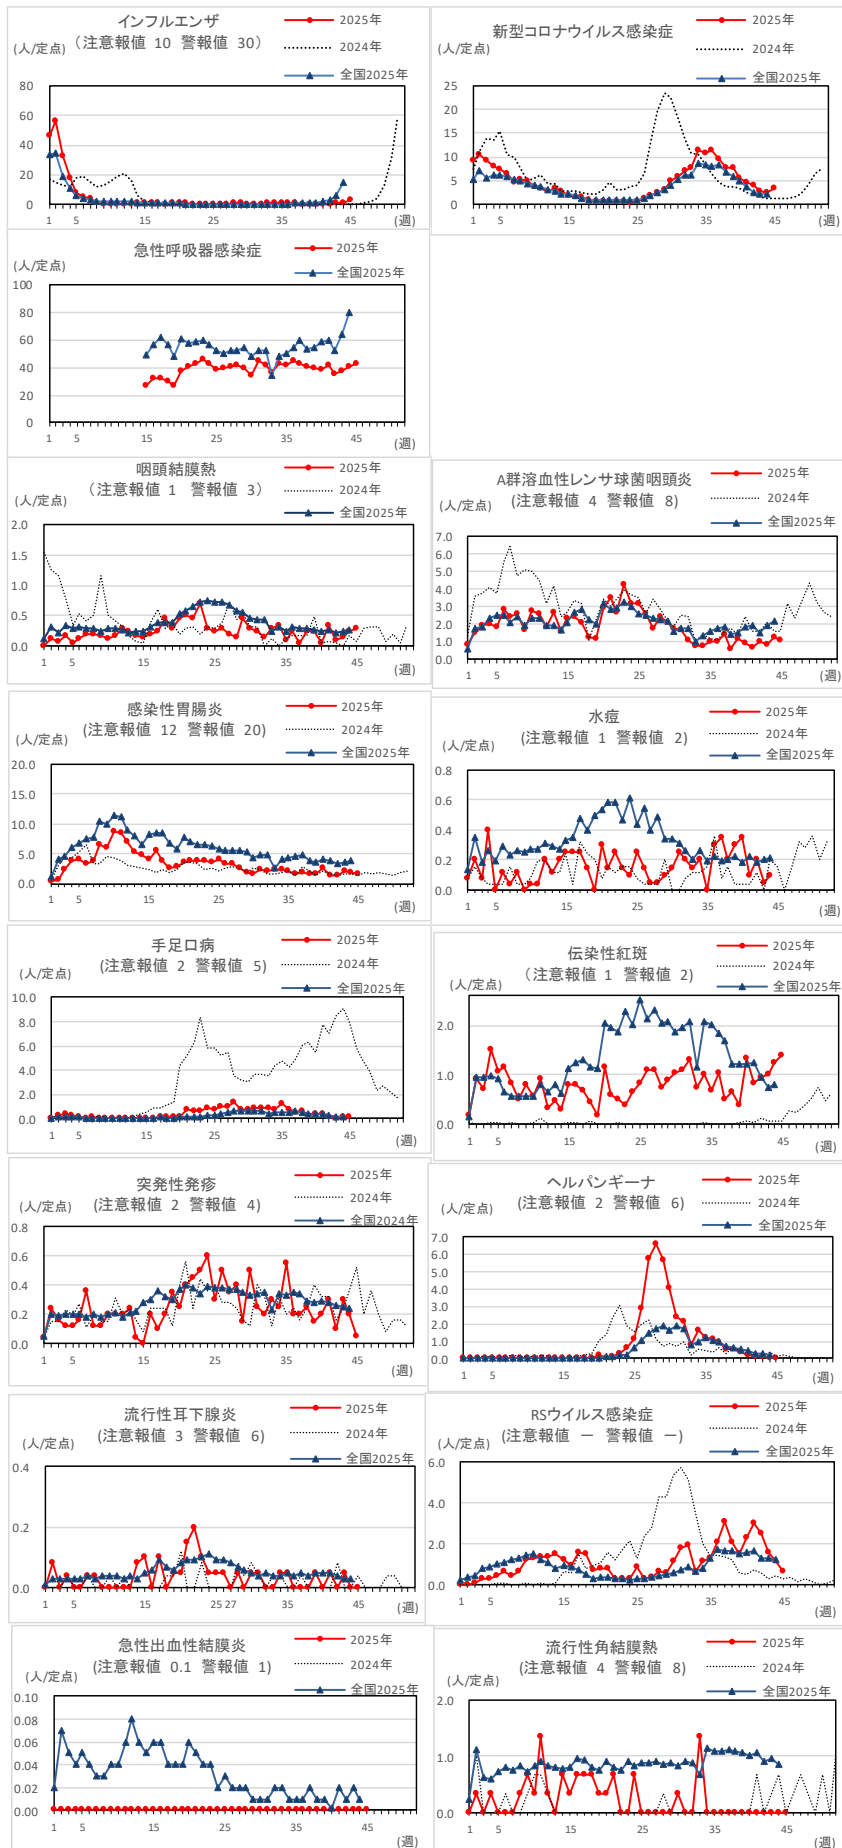 インフルエンザ
（注意報値 10 警報値 30）
(人/定点)
2025年
2024年
全国2025年
80
60
40
20
0
1 5 15 25 35 45
(週)
新型コロナウイルス感染症
(人/定点)
2025年
2024年
全国2025年
25
20
15
10
5
0
1 5 15 25 35 45
(週)
急性呼吸器感染症
(人/定点)
2025年
全国2025年
100
80
60
40
20
0
1 5 15 25 35 45
(週)
咽頭結膜熱
（注意報値 1 警報値 3）
(人/定点)
2025年
2024年
全国2025年
2.0
1.5
1.0
0.5
0.0
1 5 15 25 35 45
(週)
A群溶血性レンサ球菌咽頭炎
(注意報値 4 警報値 8)
(人/定点)
2025年
2024年
全国2025年
7.0
6.0
5.0
4.0
3.0
2.0
1.0
0.0
1 5 15 25 35 45
(週)
感染性胃腸炎
(注意報値 12 警報値 20)
(人/定点)
2025年
2024年
全国2025年
20.0
15.0
10.0
5.0
0.0
1 5 15 25 35 45
(週)
水痘
(注意報値 1 警報値 2)
(人/定点)
2025年
2024年
全国2025年
0.8
0.6
0.4
0.2
0.0
1 5 15 25 35 45
(週)
手足口病
(注意報値 2 警報値 5)
(人/定点)
2025年
2024年
全国2025年
10.0
8.0
6.0
4.0
2.0
0.0
1 5 15 25 35 45
(週)
伝染性紅斑
（注意報値 1 警報値 2）
(人/定点)
2025年
2024年
全国2025年
2.0
1.0
0.0
1 5 15 25 35 45
(週)
突発性発疹
(注意報値 2 警報値 4)
(人/定点)
2025年
2024年
全国2024年
0.8
0.6
0.4
0.2
0.0
1 5 15 25 35 45
(週)
ヘルパンギーナ
(注意報値 2 警報値 6)
(人/定点)
2025年
2024年
全国2025年
7.0
6.0
5.0
4.0
3.0
2.0
1.0
0.0
1 5 15 25 35 45
(週)
流行性耳下腺炎
(注意報値 3 警報値 6)
(人/定点)
2025年
2024年
全国2025年
0.4
0.2
0.0
1 5 15 25 27 35 45
(週)
RSウイルス感染症
(注意報値 ー 警報値 ー)
(人/定点)
2025年
2024年
全国2025年
6.0
4.0
2.0
0.0
1 5 15 25 35 45
(週)
急性出血性結膜炎
(注意報値 0.1 警報値 1)
(人/定点)
2025年
2024年
全国2025年
0.10
0.08
0.06
0.04
0.02
0.00
1 5 15 25 35 45
(週)
流行性角結膜熱
(注意報値 4 警報値 8)
(人/定点)
2025年
2024年
全国2025年
2.0
1.0
0.0
1 5 15 25 35 45
(週)